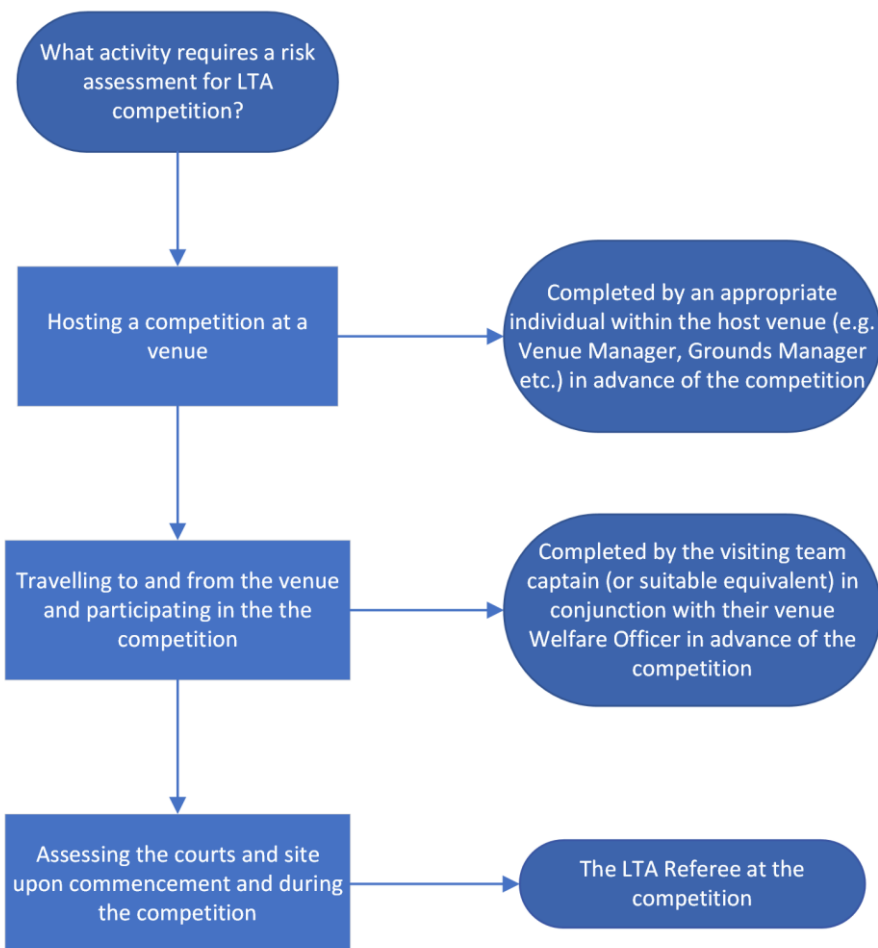 What activity requires a risk
assessment for LTA
competition?
Hosting a competition at a
venue
Completed by an appropriate
individual within the host venue (e.g.
Venue Manager, Grounds Manager
etc.) in advance of the competition
Travelling to and from the venue
and participating in the the
competition
Completed by the visiting team
captain (or suitable equivalent) in
conjunction with their venue
Welfare Officer in advance of the
competition
Assessing the courts and site
upon commencement and during
the competition
The LTA Referee at the
competition